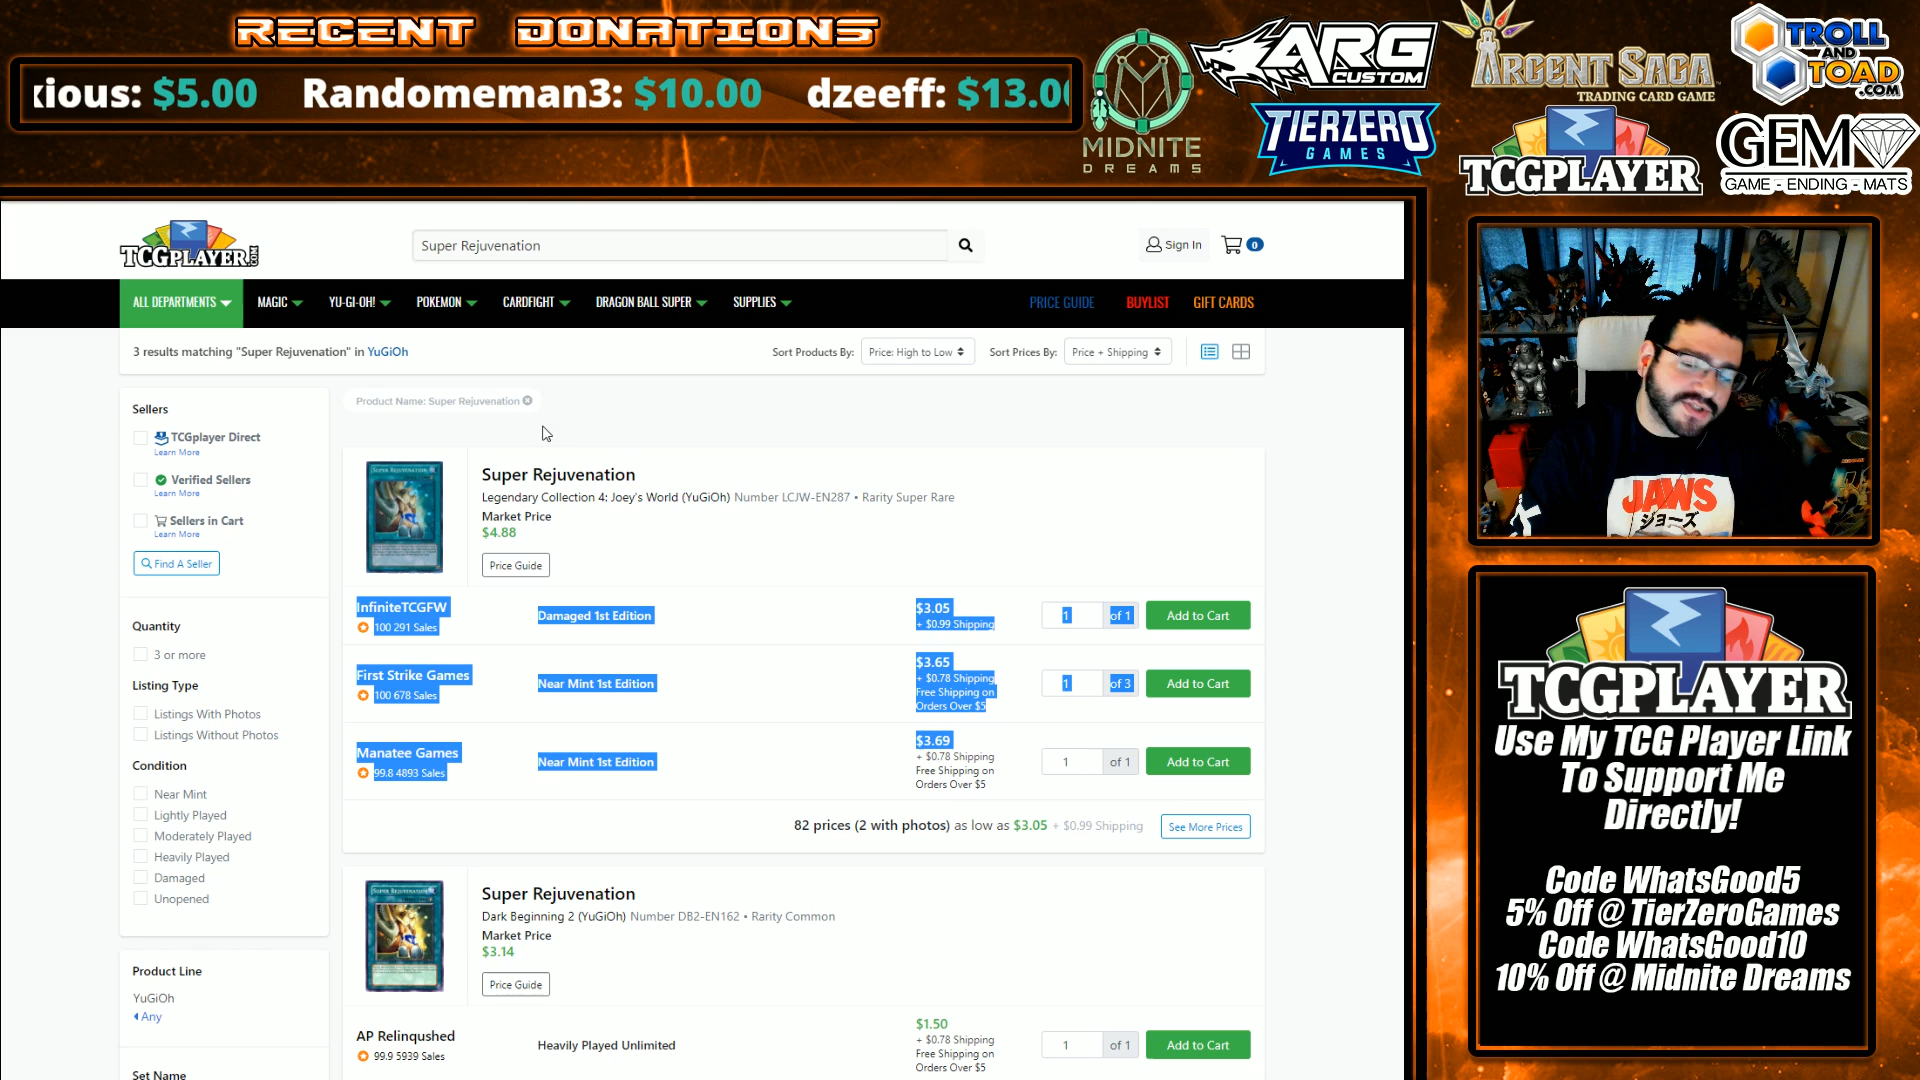 RECENT DONATIONS
ious: $5.00 Randomeman3: $10.00 dzeeff: $13.0
MIDNITE
DREAMS
ARG
CUSTOM
TIERZERO
GAMES
ARGENT SAGA
TRADING CARD GAME
TROLL
AND
TOAD
.COM
TCGPLAYER
GEM
GAME-ENDING-MATS
TCGPLAYER.COM
Super Rejuvenation
Sign In
0
ALL DEPARTMENTS
MAGIC
YU-GI-OH!
POKEMON
CARDFIGHT
DRAGON BALL SUPER
SUPPLIES
PRICE GUIDE
BUYLIST
GIFT CARDS
3 results matching "Super Rejuvenation" in YuGiOh
Sort Products By:
Price: High to Low
Sort Prices By:
Price + Shipping
Sellers
TCGplayer Direct
Learn More
Verified Sellers
Learn More
Sellers in Cart
Learn More
Find A Seller
Quantity
3 or more
Listing Type
Listings With Photos
Listings Without Photos
Condition
Near Mint
Lightly Played
Moderately Played
Heavily Played
Damaged
Unopened
Product Line
YuGiOh
Any
Set Name
Product Name: Super Rejuvenation
SUPER REJUVENATION
Super Rejuvenation
Legendary Collection 4: Joey's World (YuGiOh) Number LCJW-EN287 • Rarity Super Rare
Market Price
$4.88
Price Guide
InfiniteTCGFW
100 291 Sales
Damaged 1st Edition
$3.05
+ $0.99 Shipping
1 of 1
Add to Cart
First Strike Games
100 678 Sales
Near Mint 1st Edition
$3.65
+ $0.78 Shipping
Free Shipping on
Orders Over $5
1 of 3
Add to Cart
Manatee Games
99.8 4893 Sales
Near Mint 1st Edition
$3.69
+ $0.78 Shipping
Free Shipping on
Orders Over $5
1 of 1
Add to Cart
82 prices (2 with photos) as low as $3.05 + $0.99 Shipping
See More Prices
SUPER REJUVENATION
Super Rejuvenation
Dark Beginning 2 (YuGiOh) Number DB2-EN162 • Rarity Common
Market Price
$3.14
Price Guide
AP Relinqushed
99.9 5939 Sales
Heavily Played Unlimited
$1.50
+ $0.78 Shipping
Free Shipping on
Orders Over $5
1 of 1
Add to Cart
JAWS
ジョーズ
TCGPLAYER
Use My TCG Player Link
To Support Me
Directly!
Code WhatsGood5
5% Off @ TierZeroGames
Code WhatsGood10
10% Off @ Midnite Dreams